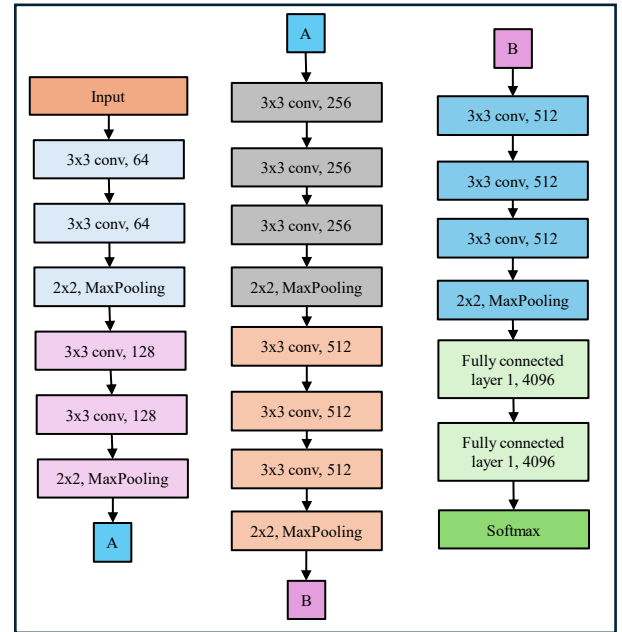 Input
3x3 conv, 64
3x3 conv, 64
2x2, MaxPooling
3x3 conv, 128
3x3 conv, 128
2x2, MaxPooling
A
A
3x3 conv, 256
3x3 conv, 256
3x3 conv, 256
2x2, MaxPooling
3x3 conv, 512
3x3 conv, 512
3x3 conv, 512
2x2, MaxPooling
B
B
3x3 conv, 512
3x3 conv, 512
3x3 conv, 512
2x2, MaxPooling
Fully connected
layer 1, 4096
Fully connected
layer 1, 4096
Softmax